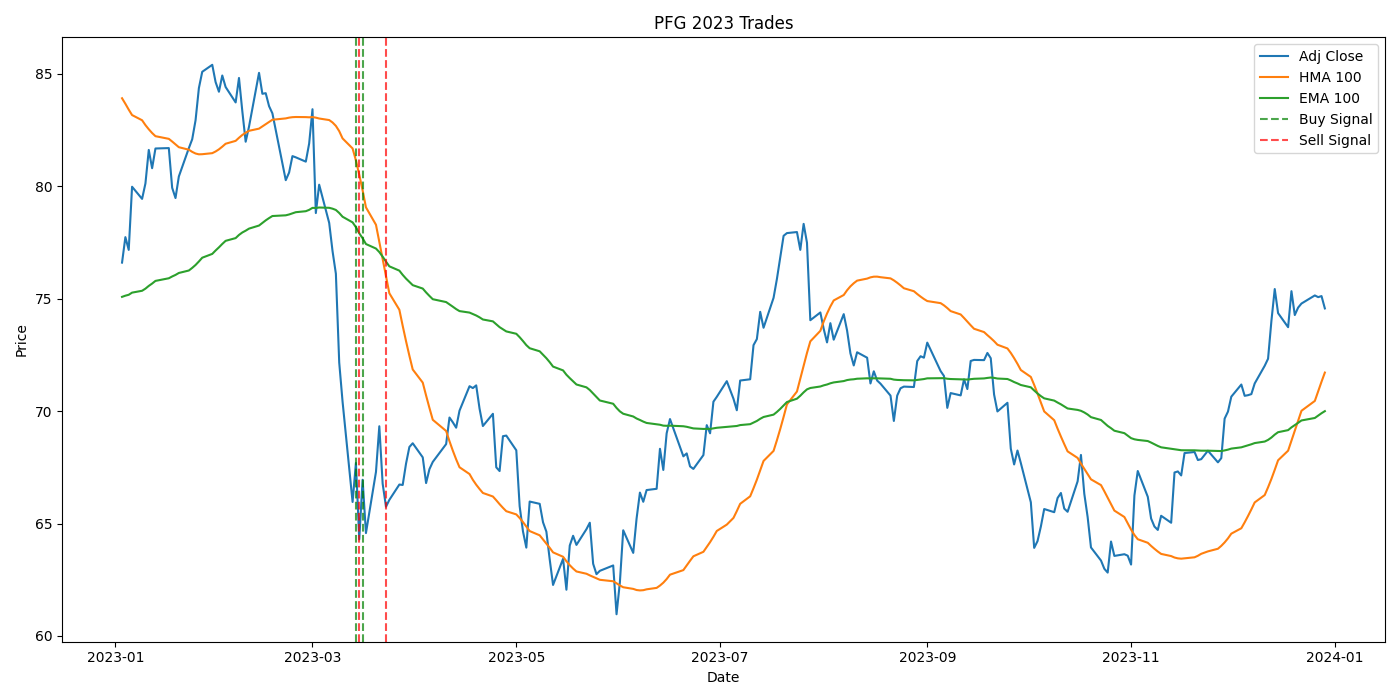 PFG 2023 Trades
Adj Close
HMA 100
EMA 100
Buy Signal
Sell Signal
Price
85
80
75
70
65
60
2023-01
2023-03
2023-05
2023-07
2023-09
2023-11
2024-01
Date